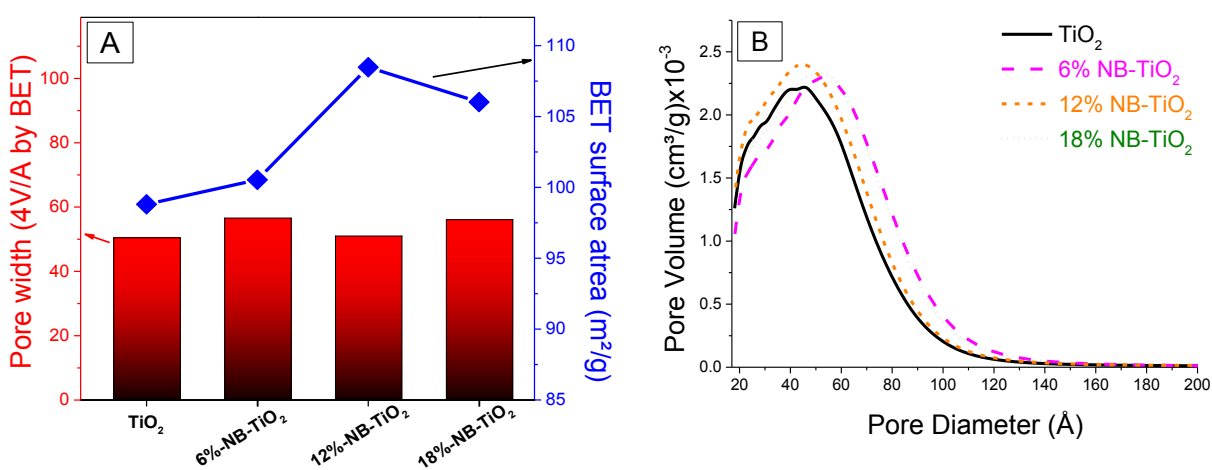 A
Pore width (4V/A by BET)
100
80
60
40
20
0
110
105
100
95
90
85
BET surface atrea (m²/g)
TiO₂
6%-NB-TiO₂
12%-NB-TiO₂
18%-NB-TiO₂
B
TiO₂
6% NB-TiO₂
12% NB-TiO₂
18% NB-TiO₂
Pore Volume (cm³/g)x10⁻³
2.5
2.0
1.5
1.0
0.5
0.0
20 40 60 80 100 120 140 160 180 200
Pore Diameter (Å)